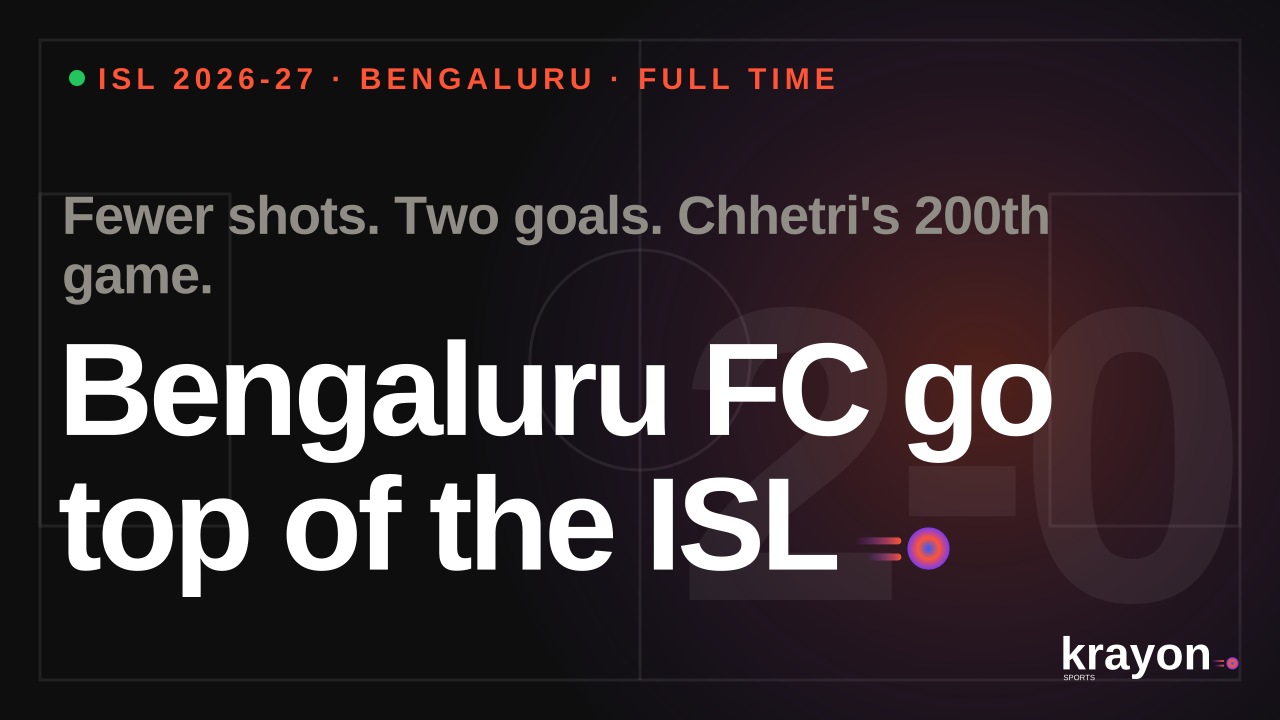 ISL 2026-27 · BENGALURU · FULL TIME
Fewer shots. Two goals. Chhetri's 200th
game.
Bengaluru FC go
top of the ISL
2-0
krayon
SPORTS